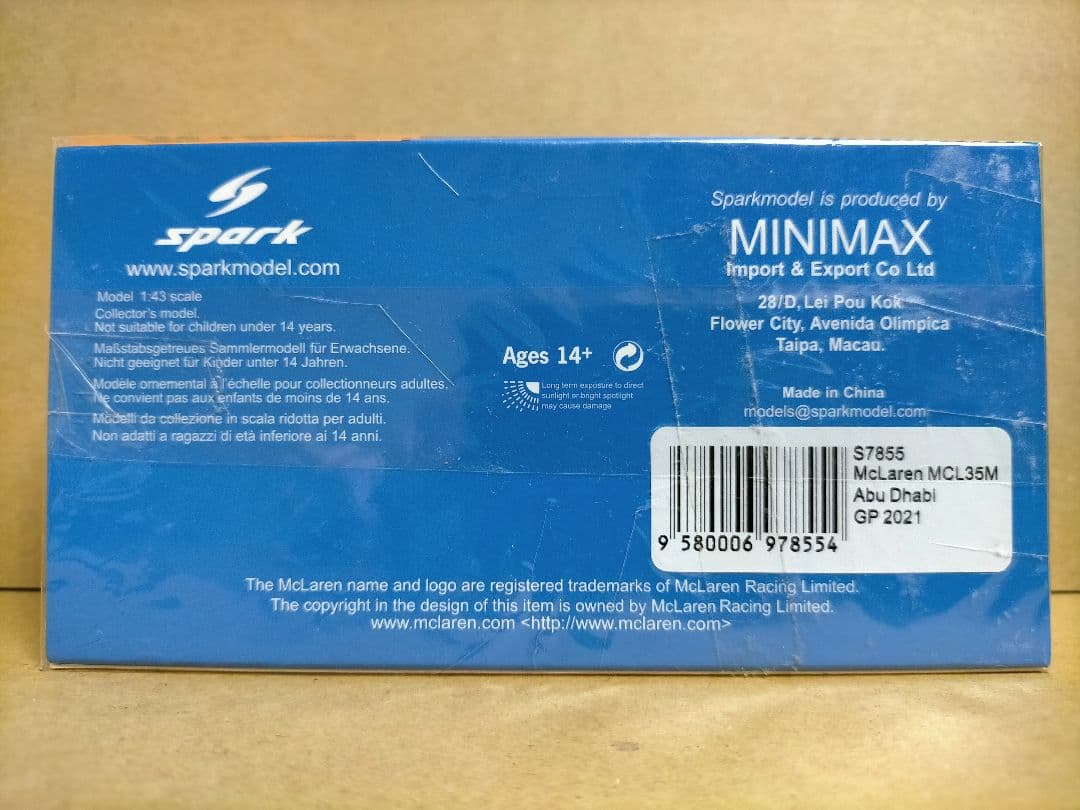 spark
www.sparkmodel.com
Model 1:43 scale
Collector's model.
Not suitable for children under 14 years.
Maßstabsgetreues Sammlermodell für Erwachsene.
Nicht geeignet für Kinder unter 14 Jahren.
Modèle ornemental à l'échelle pour collectionneurs adultes.
Ne convient pas aux enfants de moins de 14 ans.
Modelli da collezione in scala ridotta per adulti.
Non adatti a ragazzi di età inferiore ai 14 anni.
Ages 14+
Long term exposure to direct
sunlight or bright spotlight
may cause damage
Sparkmodel is produced by
MINIMAX
Import & Export Co Ltd
28/D, Lei Pou Kok
Flower City, Avenida Olimpica
Taipa, Macau.
Made in China
models@sparkmodel.com
S7855
McLaren MCL35M
Abu Dhabi
GP 2021
9 580006 978554
The McLaren name and logo are registered trademarks of McLaren Racing Limited.
The copyright in the design of this item is owned by McLaren Racing Limited.
www.mclaren.com <http://www.mclaren.com>